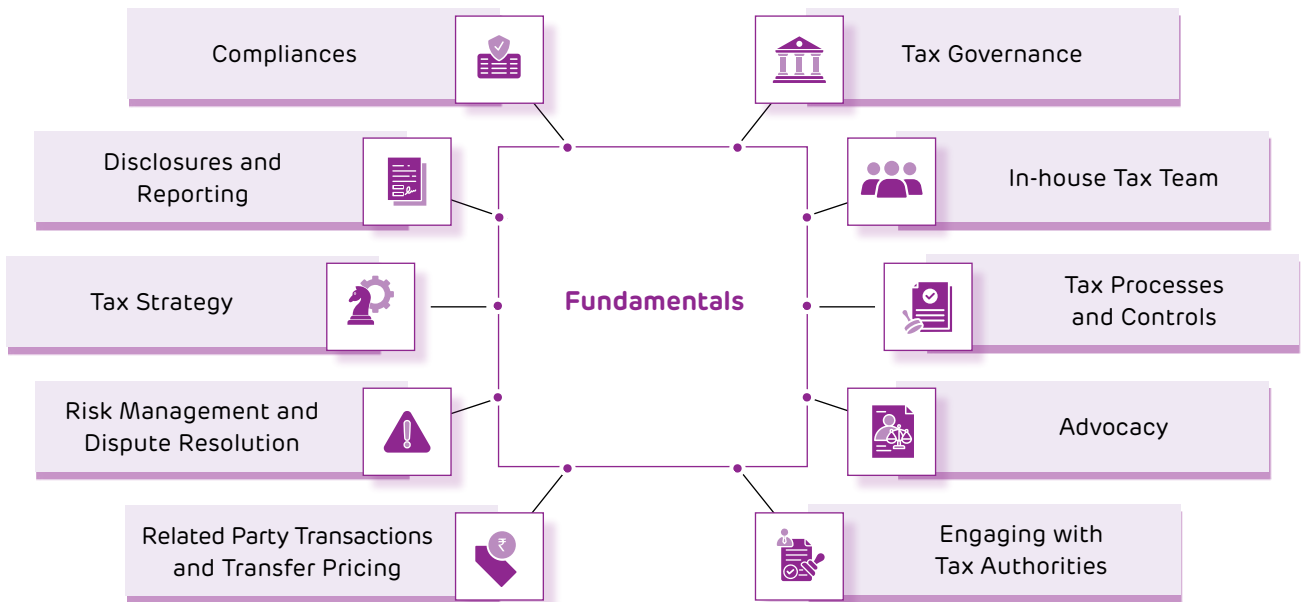 Compliances
Disclosures and
Reporting
Tax Strategy
Risk Management and
Dispute Resolution
Related Party Transactions
and Transfer Pricing
Fundamentals
Tax Governance
In-house Tax Team
Tax Processes
and Controls
Advocacy
Engaging with
Tax Authorities
₹